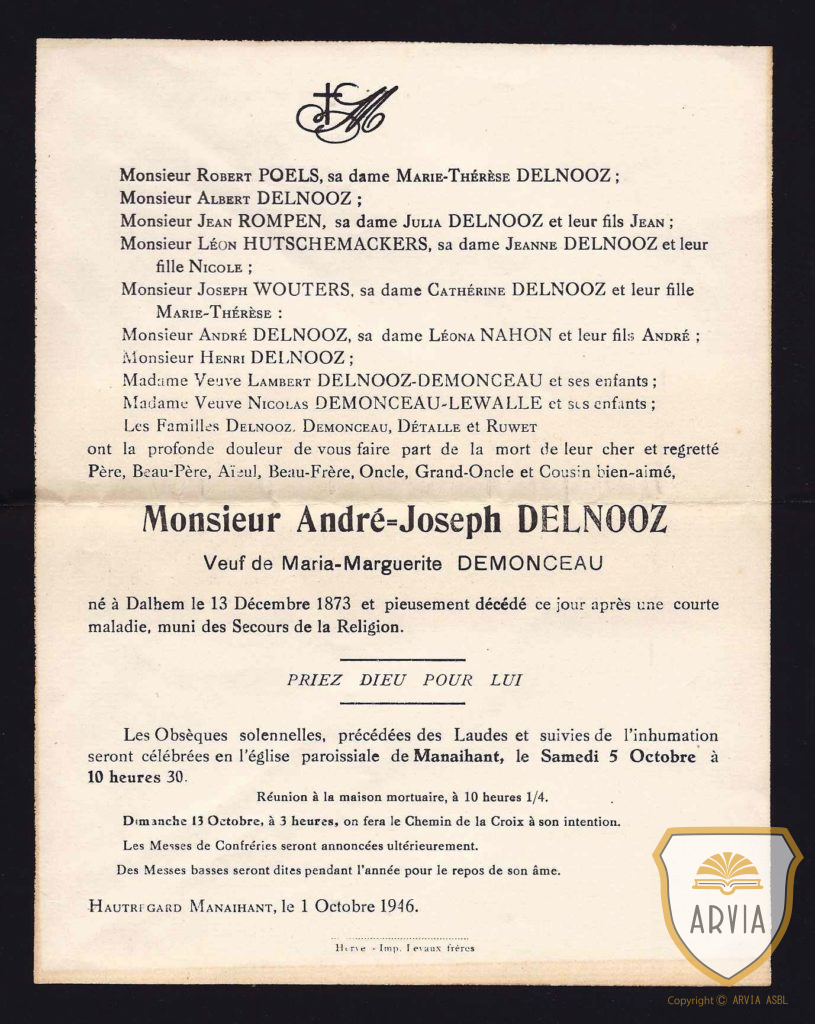 Monsieur Robert POELS, sa dame Marie-Thérèse DELNOOZ ;
Monsieur Albert DELNOOZ ;
Monsieur Jean ROMPEN, sa dame Julia DELNOOZ et leur fils Jean ;
Monsieur Léon HUTSCHEMACKERS, sa dame Jeanne DELNOOZ et leur
fille Nicole ;
Monsieur Joseph WOUTERS, sa dame Cathérine DELNOOZ et leur fille
Marie-Thérèse :
Monsieur André DELNOOZ, sa dame Léona NAHON et leur fils André ;
Monsieur Henri DELNOOZ ;
Madame Veuve Lambert DELNOOZ-DEMONCEAU et ses enfants ;
Madame Veuve Nicolas DEMONCEAU-LEWALLE et ses enfants ;
Les Familles Delnooz, Demonceau, Détalle et Ruwet
ont la profonde douleur de vous faire part de la mort de leur cher et regretté
Père, Beau-Père, Aïeul, Beau-Frère, Oncle, Grand-Oncle et Cousin bien-aimé,
Monsieur André=Joseph DELNOOZ
Veuf de Maria-Marguerite DEMONCEAU
né à Dalhem le 13 Décembre 1873 et pieusement décédé ce jour après une courte
maladie, muni des Secours de la Religion.
PRIEZ DIEU POUR LUI
Les Obsèques solennelles, précédées des Laudes et suivies de l'inhumation
seront célébrées en l'église paroissiale de Manaihant, le Samedi 5 Octobre à
10 heures 30.
Réunion à la maison mortuaire, à 10 heures 1/4.
Dimanche 13 Octobre, à 3 heures, on fera le Chemin de la Croix à son intention.
Les Messes de Confréries seront annoncées ultérieurement.
Des Messes basses seront dites pendant l'année pour le repos de son âme.
Hautregard Manaihant, le 1 Octobre 1946.
Herve - Imp. Levaux frères
ARVIA
Copyright © ARVIA ASBL